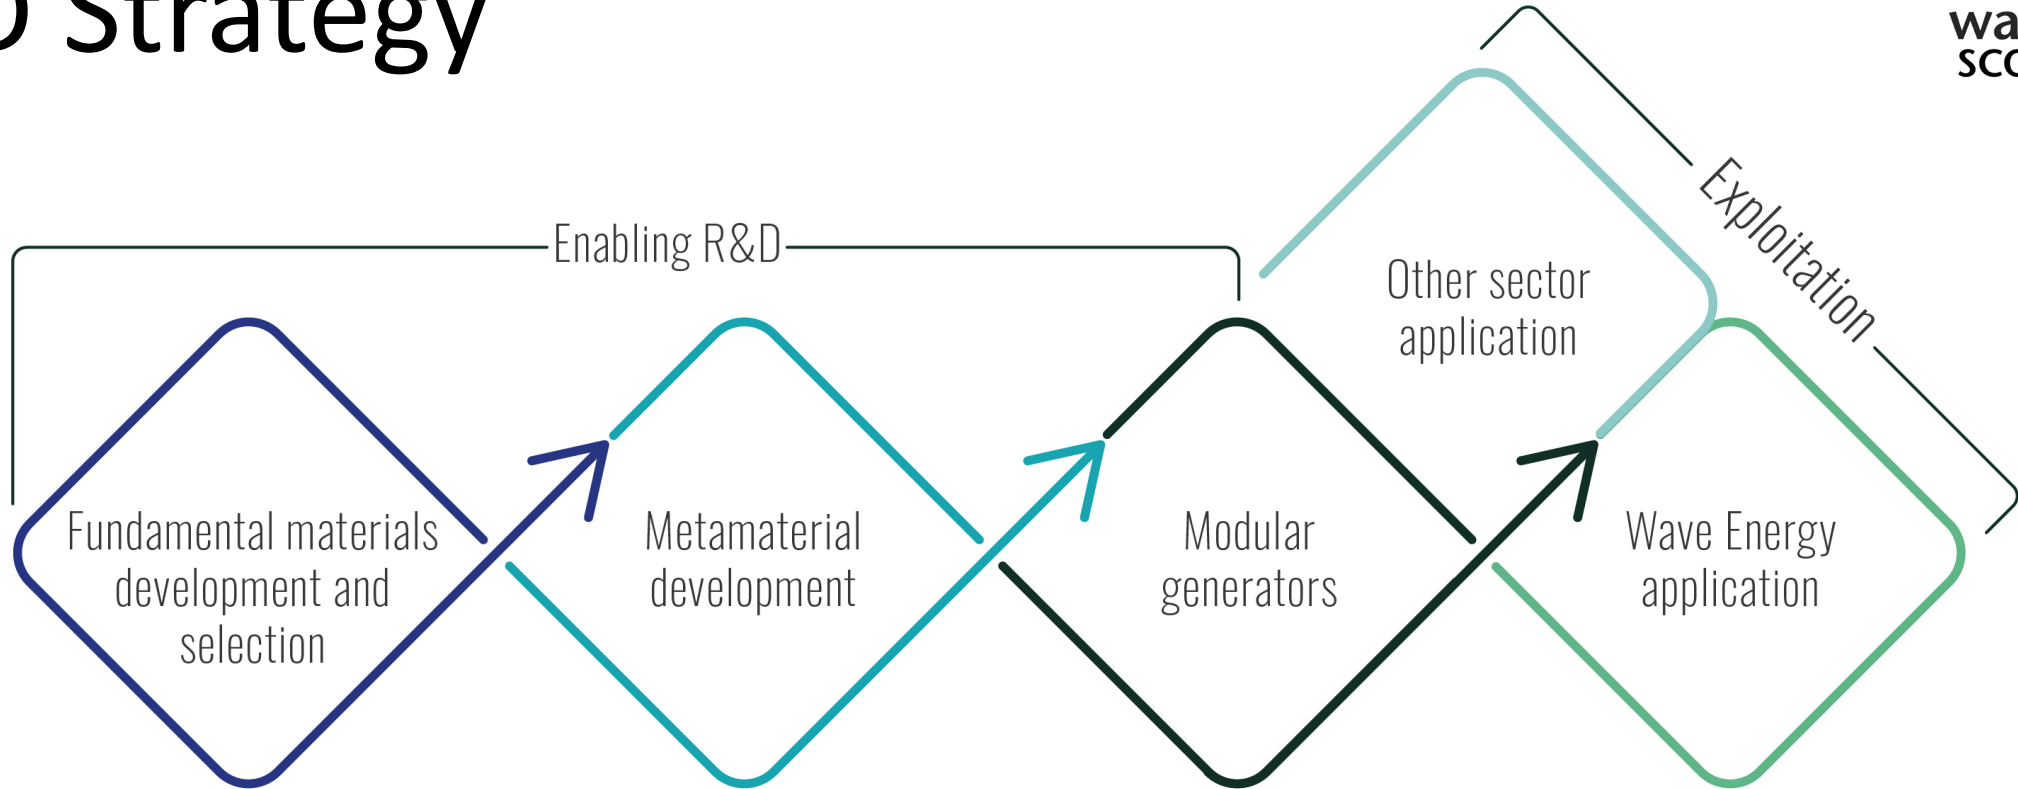 Strategy
Enabling R&D
Exploitation
Other sector
application
Fundamental materials
development and
selection
Metamaterial
development
Modular
generators
Wave Energy
application